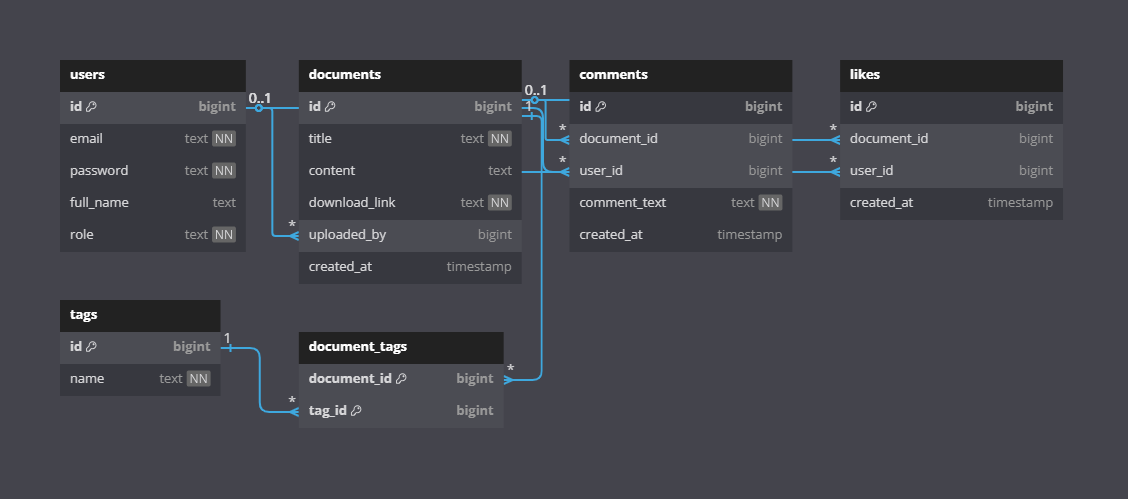 users
id bigint
email text NN
password text NN
full_name text
role text NN
0..1
*
documents
id bigint
title text NN
content text
download_link text NN
uploaded_by bigint
created_at timestamp
0..1
1
*
*
comments
id bigint
document_id bigint
user_id bigint
comment_text text NN
created_at timestamp
*
*
likes
id bigint
document_id bigint
user_id bigint
created_at timestamp
tags
id bigint
name text NN
1
*
document_tags
document_id bigint
tag_id bigint
*